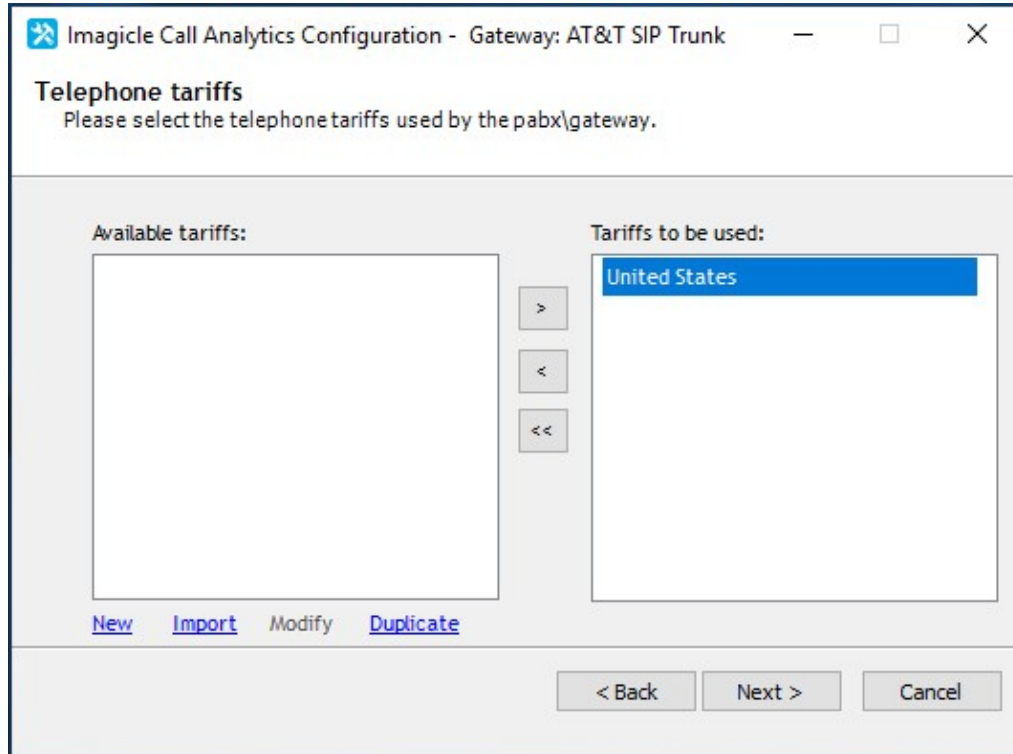 Imagicle Call Analytics Configuration -  Gateway: AT&T SIP Trunk
Telephone tariffs
Please select the telephone tariffs used by the pabx\gateway.
Available tariffs:
Tariffs to be used:
United States
>
<
<<
New Import Modify Duplicate
< Back Next > Cancel